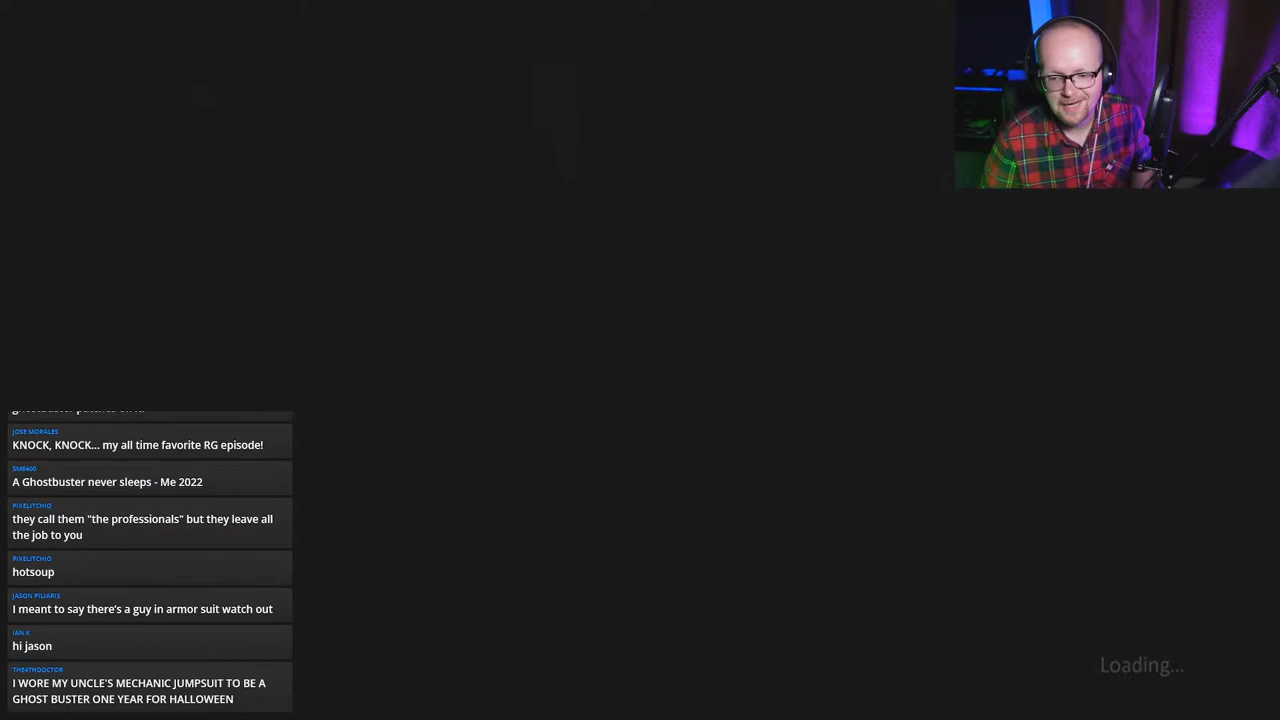 JOSE MORALES
KNOCK, KNOCK... my all time favorite RG episode!
SM6400
A Ghostbuster never sleeps - Me 2022
PIXELITCHIO
they call them "the professionals" but they leave all
the job to you
PIXELITCHIO
hotsoup
JASON PILIARIS
I meant to say there's a guy in armor suit watch out
IAN K
hi jason
THE4THDOCTOR
I WORE MY UNCLE'S MECHANIC JUMPSUIT TO BE A
GHOST BUSTER ONE YEAR FOR HALLOWEEN
Loading...